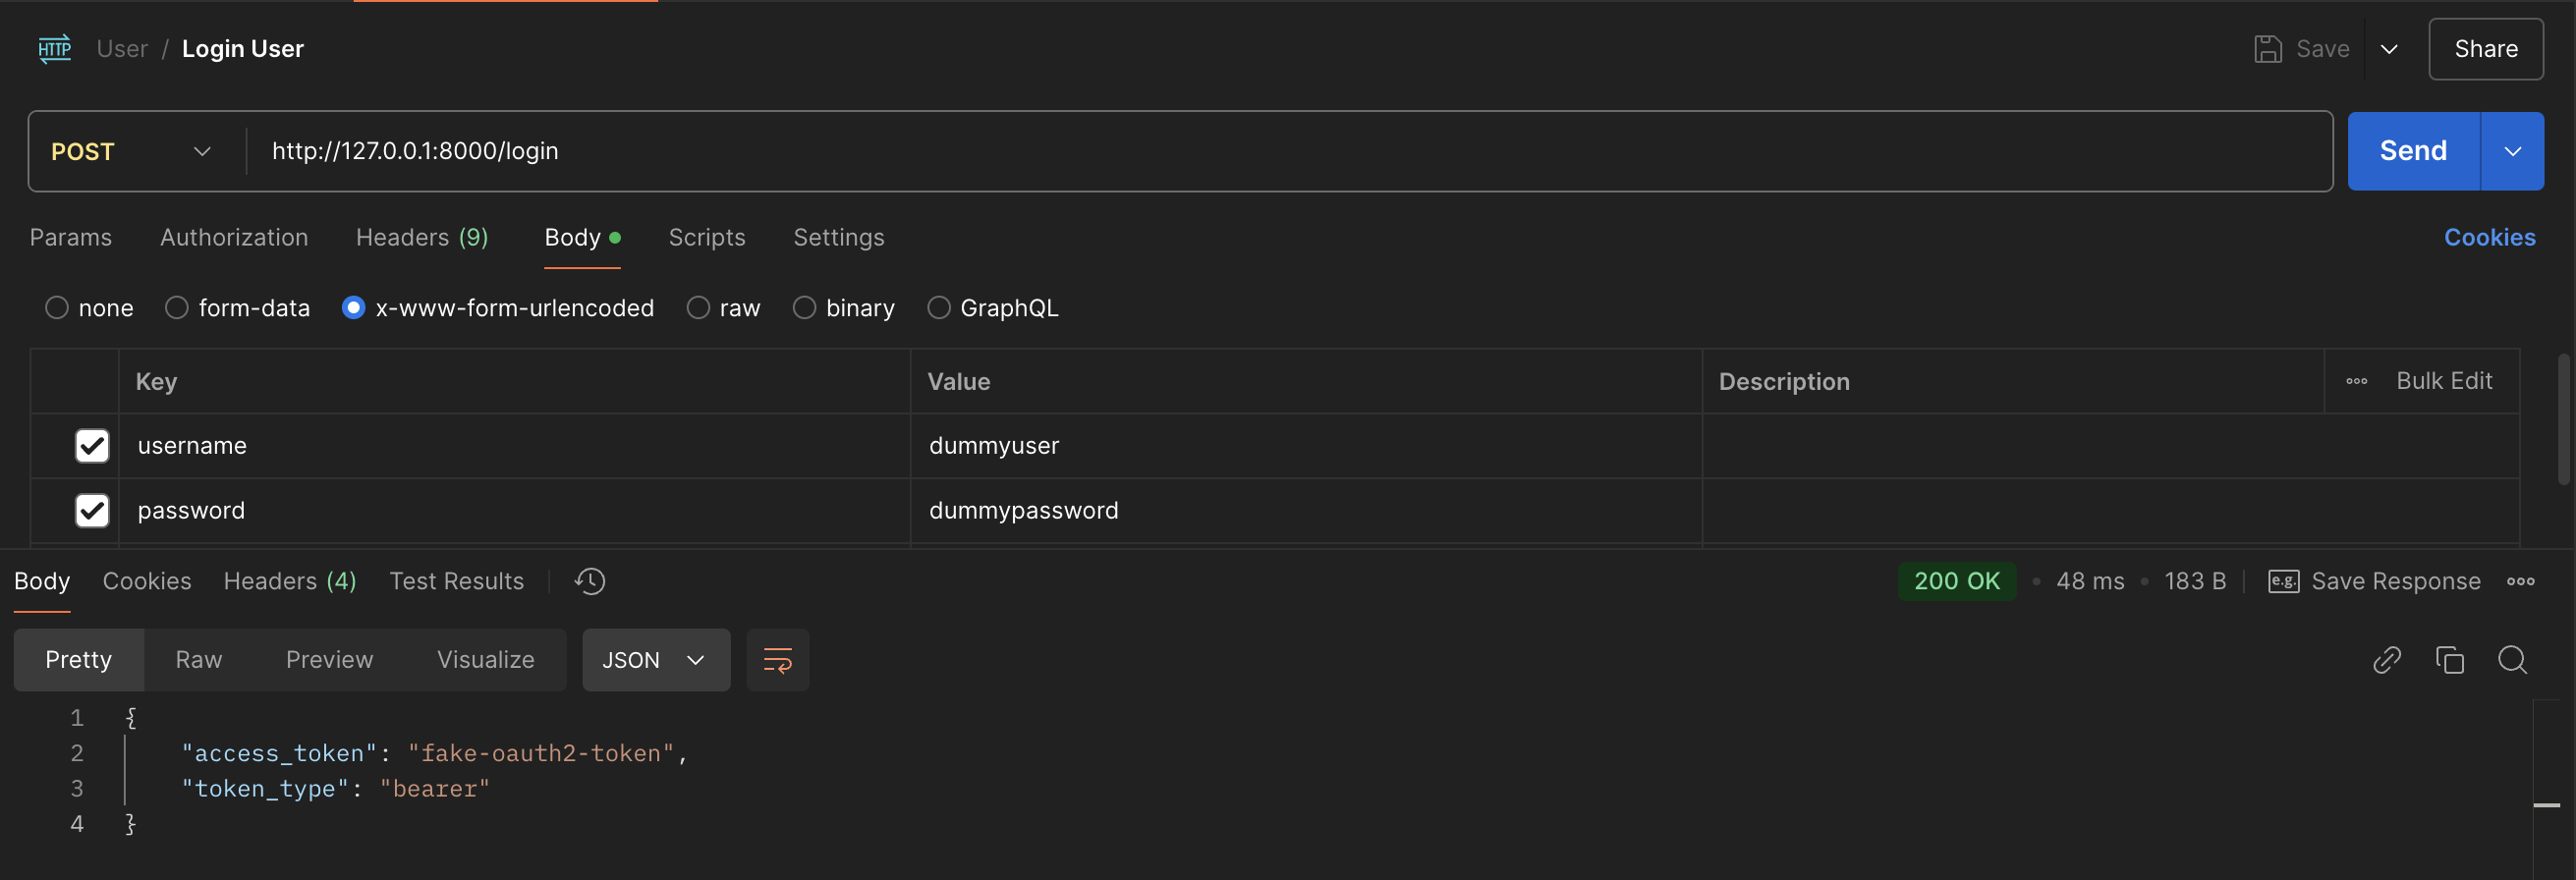 HTTP User / Login User Save Share
POST http://127.0.0.1:8000/login Send
Params Authorization Headers (9) Body Scripts Settings Cookies
none form-data x-www-form-urlencoded raw binary GraphQL
Key Value Description Bulk Edit
username dummyuser
password dummypassword
Body Cookies Headers (4) Test Results 200 OK • 48 ms • 183 B e.g. Save Response
Pretty Raw Preview Visualize JSON
1 {
2 "access_token": "fake-oauth2-token",
3 "token_type": "bearer"
4 }